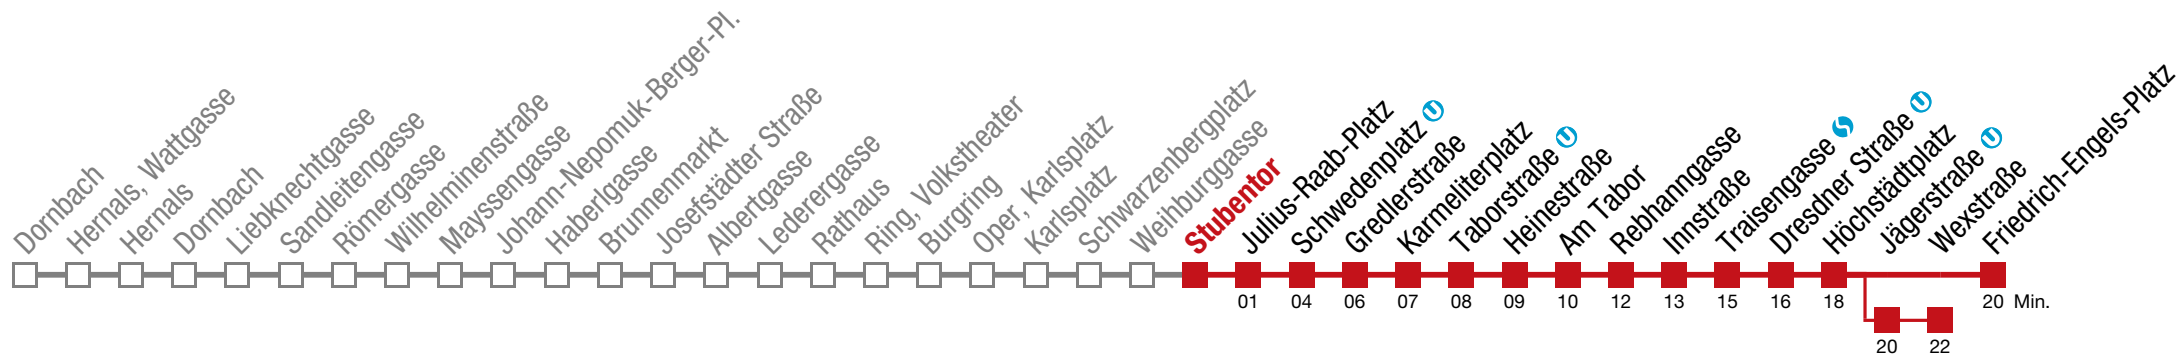 Dornbach
Hernals, Wattgasse
Hernals
Dornbach
Liebknechtgasse
Sandleitengasse
Römergasse
Wilhelminenstraße
Mayssengasse
Johann-Nepomuk-Berger-Pl.
Haberlgasse
Brunnenmarkt
Josefstädter Straße
Albertgasse
Lederergasse
Rathaus
Ring, Volkstheater
Burgring
Oper, Karlsplatz
Karlsplatz
Schwarzenbergplatz
Weihburggasse
Stubentor
Julius-Raab-Platz
Schwedenplatz U
Gredlerstraße
Karmeliterplatz
Taborstraße U
Heinestraße
Am Tabor
Rebhanngasse
Innstraße
Traisengasse S
Dresdner Straße U
Höchstädtplatz
Jägerstraße U
Wexstraße
Friedrich-Engels-Platz
01 04 06 07 08 09 10 12 13 15 16 18 20 Min.
20 22